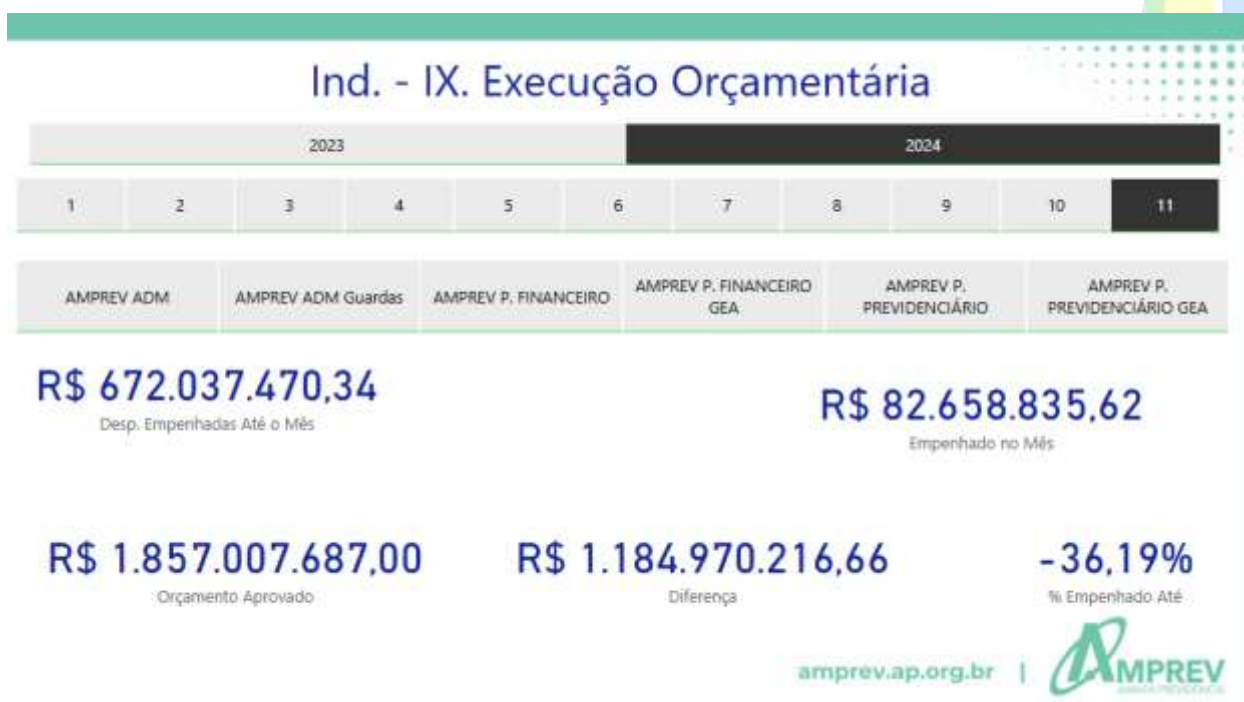 Ind. - IX. Execução Orçamentária
2023
2024
1 2 3 4 5 6 7 8 9 10 11
AMPREV ADM
AMPREV ADM Guardas
AMPREV P. FINANCEIRO
AMPREV P. FINANCEIRO
GEA
AMPREV P.
PREVIDENCIÁRIO
AMPREV P.
PREVIDENCIÁRIO GEA
R$ 672.037.470,34
Desp. Empenhadas Até o Mês
R$ 82.658.835,62
Empenhado no Mês
R$ 1.857.007.687,00
Orçamento Aprovado
R$ 1.184.970.216,66
Diferença
-36,19%
% Empenhado Até
amprev.ap.org.br |
AMPREV